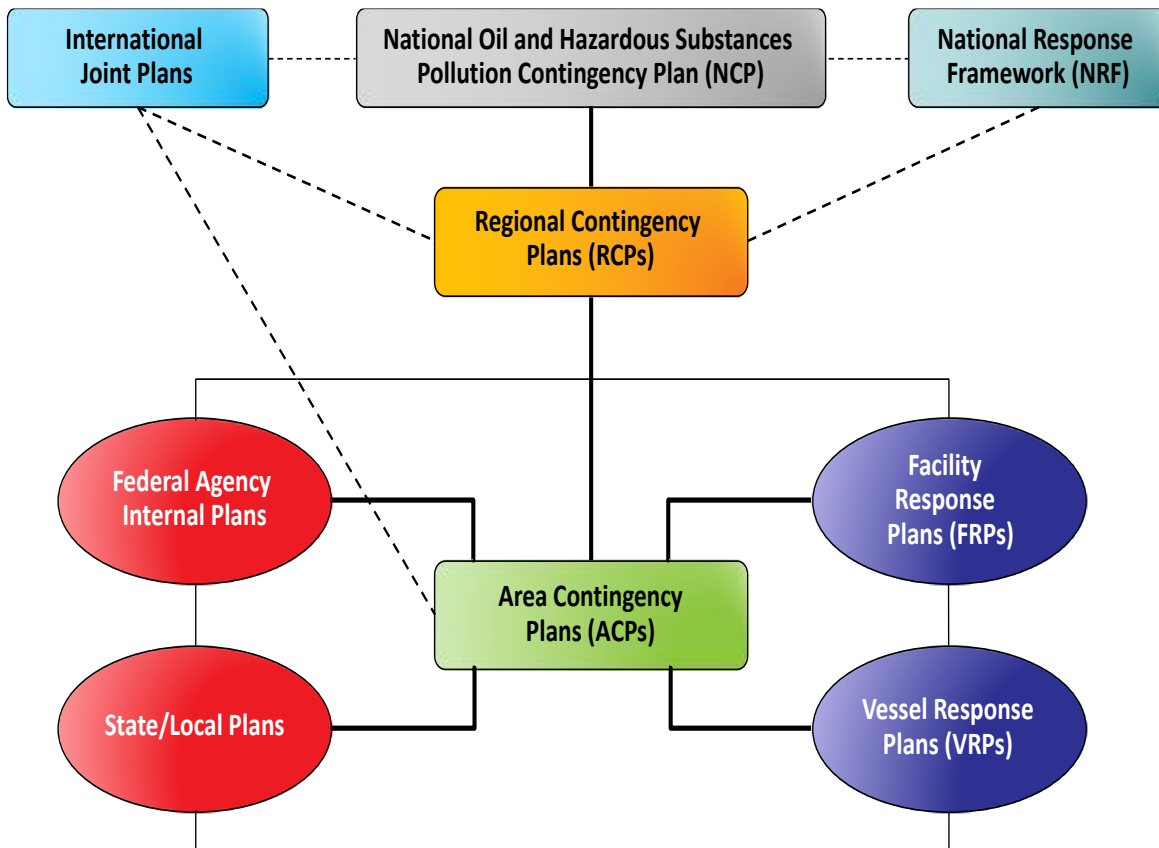 International
Joint Plans
National Oil and Hazardous Substances
Pollution Contingency Plan (NCP)
National Response
Framework (NRF)
Regional Contingency
Plans (RCPs)
Federal Agency
Internal Plans
Facility
Response
Plans (FRPs)
Area Contingency
Plans (ACPs)
State/Local Plans
Vessel Response
Plans (VRPs)